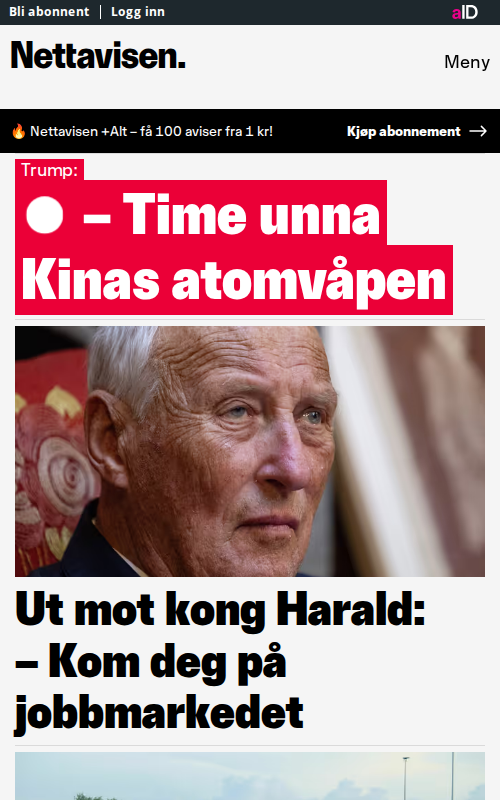 Bli abonnent
Logg inn
aID
Nettavisen.
Meny
🔥 Nettavisen +Alt – få 100 aviser fra 1 kr!
Kjøp abonnement →
Trump:
– Time unna
Kinas atomvåpen
Ut mot kong Harald:
– Kom deg på
jobbmarkedet